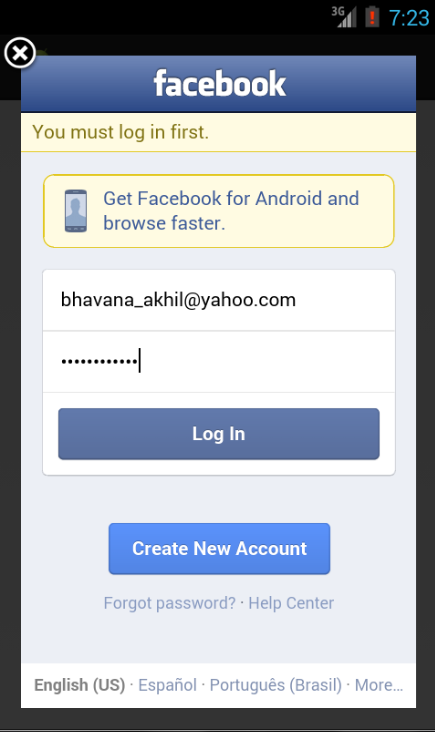 3G 7:23
facebook
You must log in first.
Get Facebook for Android and
browse faster.
bhavana_akhil@yahoo.com
••••••••••••
Log In
Create New Account
Forgot password? · Help Center
English (US) · Español · Português (Brasil) · More...